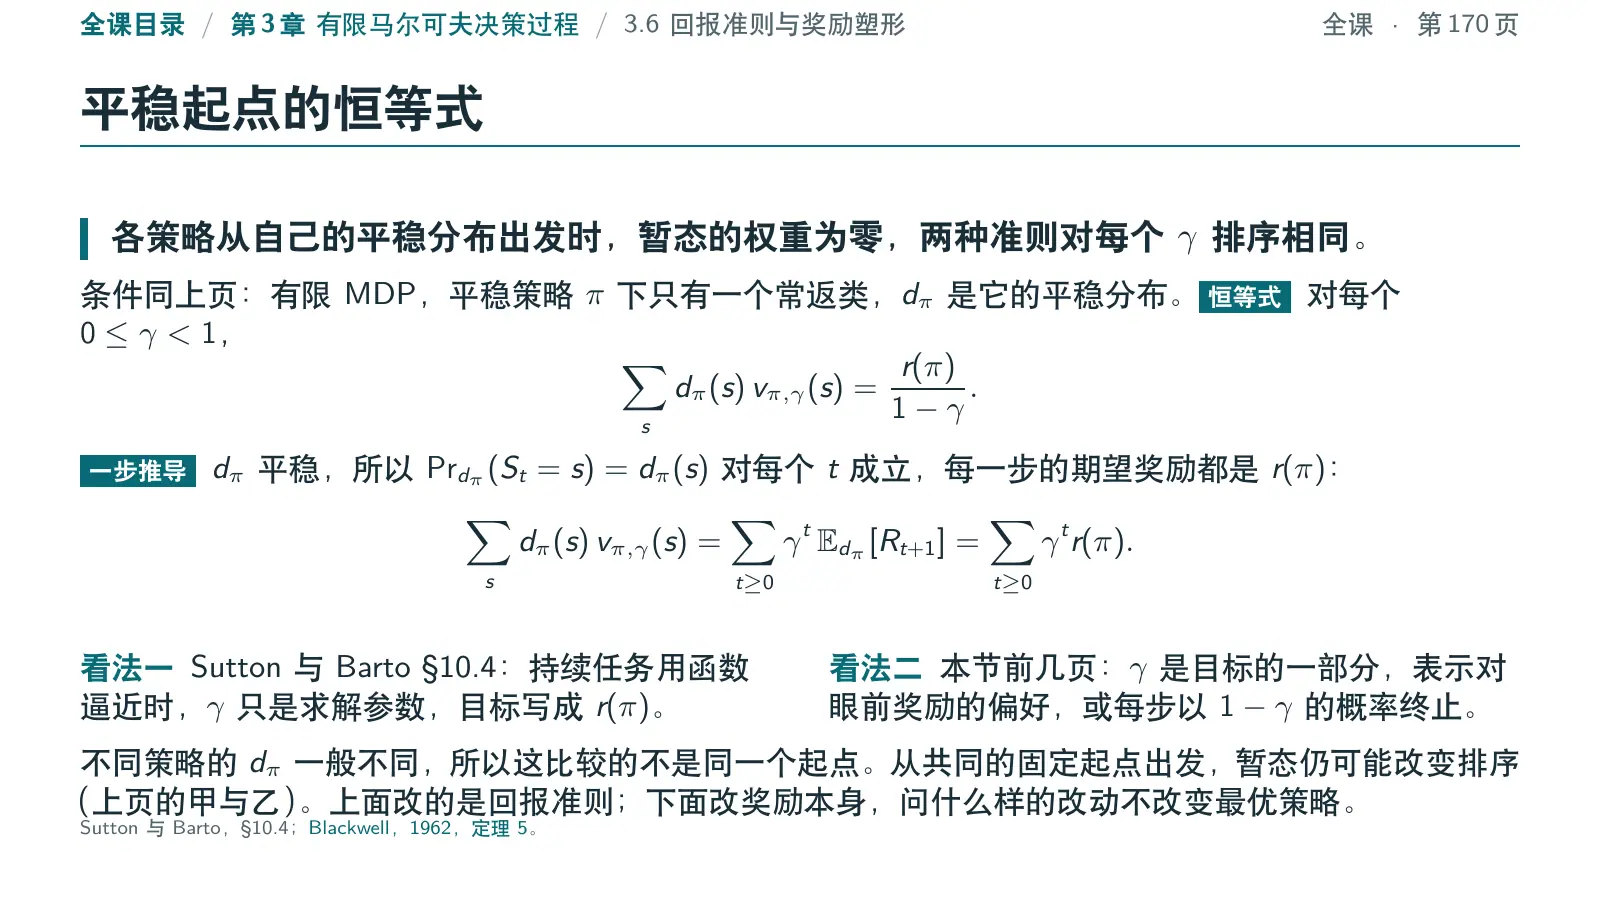 全课目录 / 第 3 章 有限马尔可夫决策过程 / 3.6 回报准则与奖励塑形
全课 · 第 170 页
平稳起点的恒等式
各策略从自己的平稳分布出发时，暂态的权重为零，两种准则对每个 γ 排序相同。
条件同上页：有限 MDP，平稳策略 π 下只有一个常返类，d_π 是它的平稳分布。 恒等式 对每个
0 ≤ γ < 1，
∑_s d_π(s) v_{π,γ}(s) = r(π) / (1 − γ).
一步推导 d_π 平稳，所以 Pr_{d_π}(S_t = s) = d_π(s) 对每个 t 成立，每一步的期望奖励都是 r(π)：
∑_s d_π(s) v_{π,γ}(s) = ∑_{t≥0} γ^t 𝔼_{d_π}[R_{t+1}] = ∑_{t≥0} γ^t r(π).
看法一 Sutton 与 Barto §10.4：持续任务用函数
逼近时，γ 只是求解参数，目标写成 r(π)。
看法二 本节前几页：γ 是目标的一部分，表示对
眼前奖励的偏好，或每步以 1 − γ 的概率终止。
不同策略的 d_π 一般不同，所以这比较的不是同一个起点。从共同的固定起点出发，暂态仍可能改变排序
(上页的甲与乙)。上面改的是回报准则；下面改奖励本身，问什么样的改动不改变最优策略。
Sutton 与 Barto，§10.4；Blackwell，1962，定理 5。